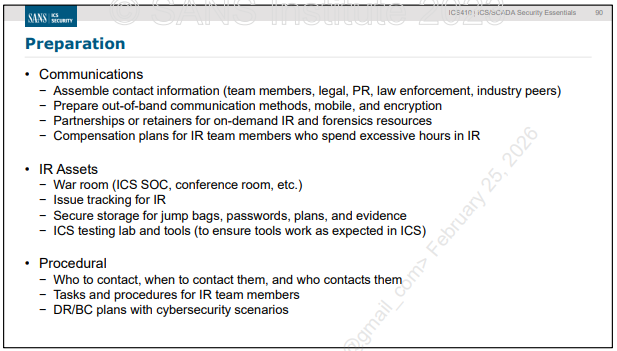 © SANS Institute 2026
SANS ICS SECURITY
ICS410 | ICS/SCADA Security Essentials 90
Preparation
• Communications
− Assemble contact information (team members, legal, PR, law enforcement, industry peers)
− Prepare out-of-band communication methods, mobile, and encryption
− Partnerships or retainers for on-demand IR and forensics resources
− Compensation plans for IR team members who spend excessive hours in IR
• IR Assets
− War room (ICS SOC, conference room, etc.)
− Issue tracking for IR
− Secure storage for jump bags, passwords, plans, and evidence
− ICS testing lab and tools (to ensure tools work as expected in ICS)
• Procedural
− Who to contact, when to contact them, and who contacts them
− Tasks and procedures for IR team members
− DR/BC plans with cybersecurity scenarios
@gmail_com> February 25, 2026